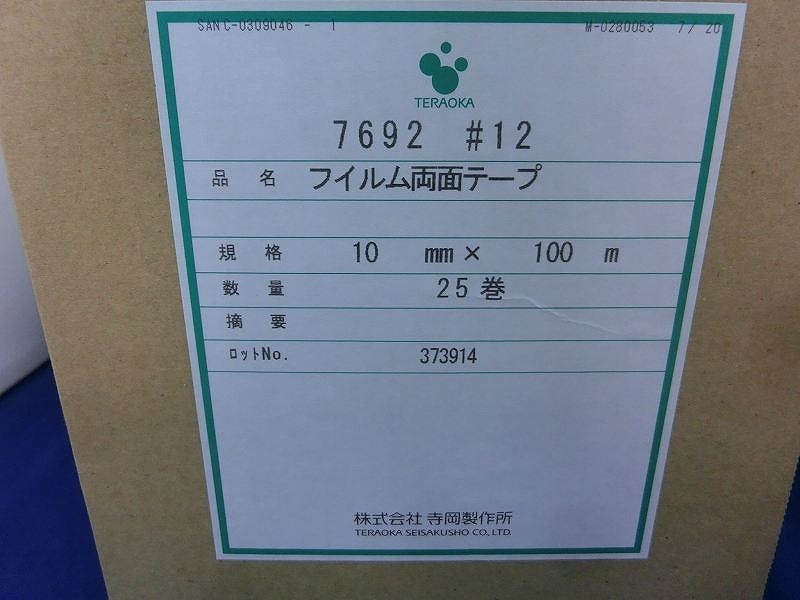 SANC-0309046 - 1 M-0280053 7/ 20
TERAOKA
7692 #12
品名 フイルム両面テープ
規格 10 mm× 100 m
数量 25巻
摘要
ロットNo. 373914
株式会社 寺岡製作所
TERAOKA SEISAKUSHO CO., LTD.